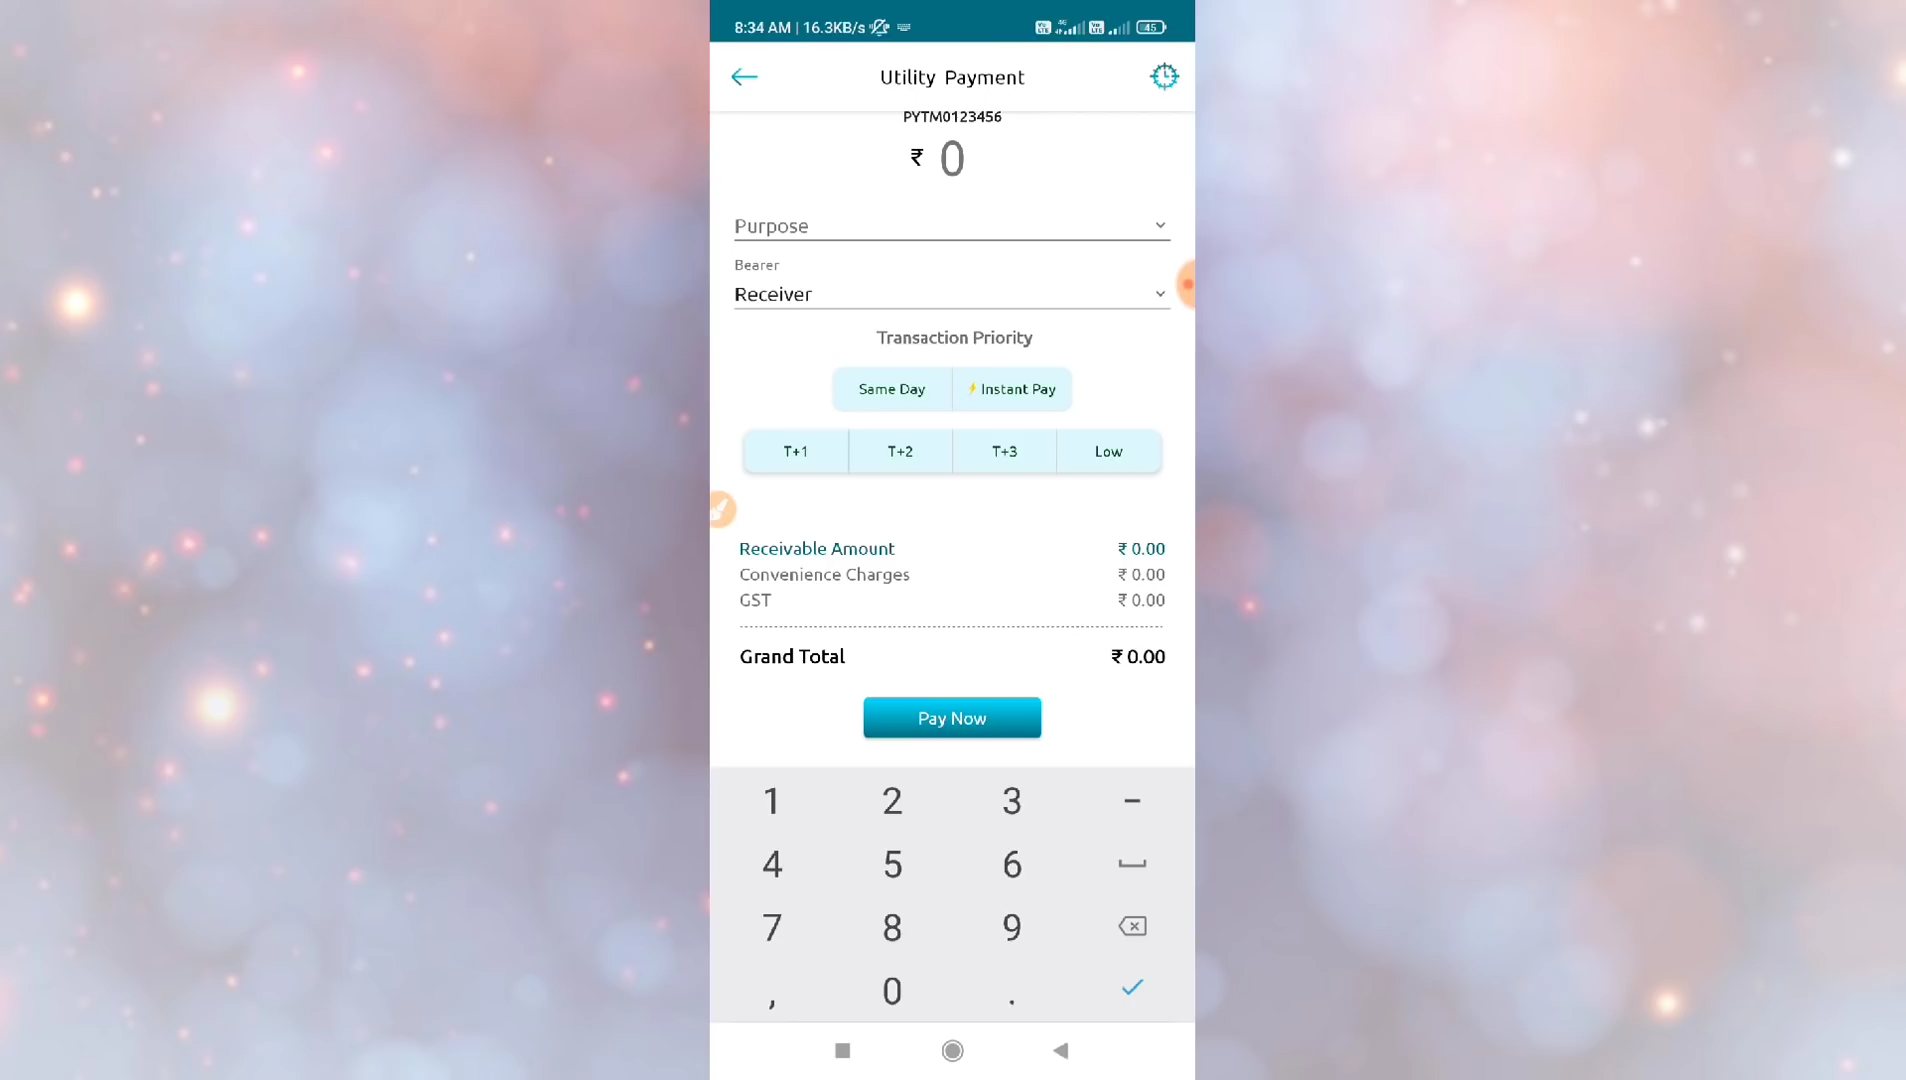 8:34 AM | 16.3KB/s 4G 45
Utility Payment
PYTM0123456
₹ 0
Purpose
Bearer
Receiver
Transaction Priority
Same Day ⚡Instant Pay
T+1 T+2 T+3 Low
Receivable Amount ₹ 0.00
Convenience Charges ₹ 0.00
GST ₹ 0.00
Grand Total ₹ 0.00
Pay Now
1 2 3 -
4 5 6
7 8 9
, 0 .